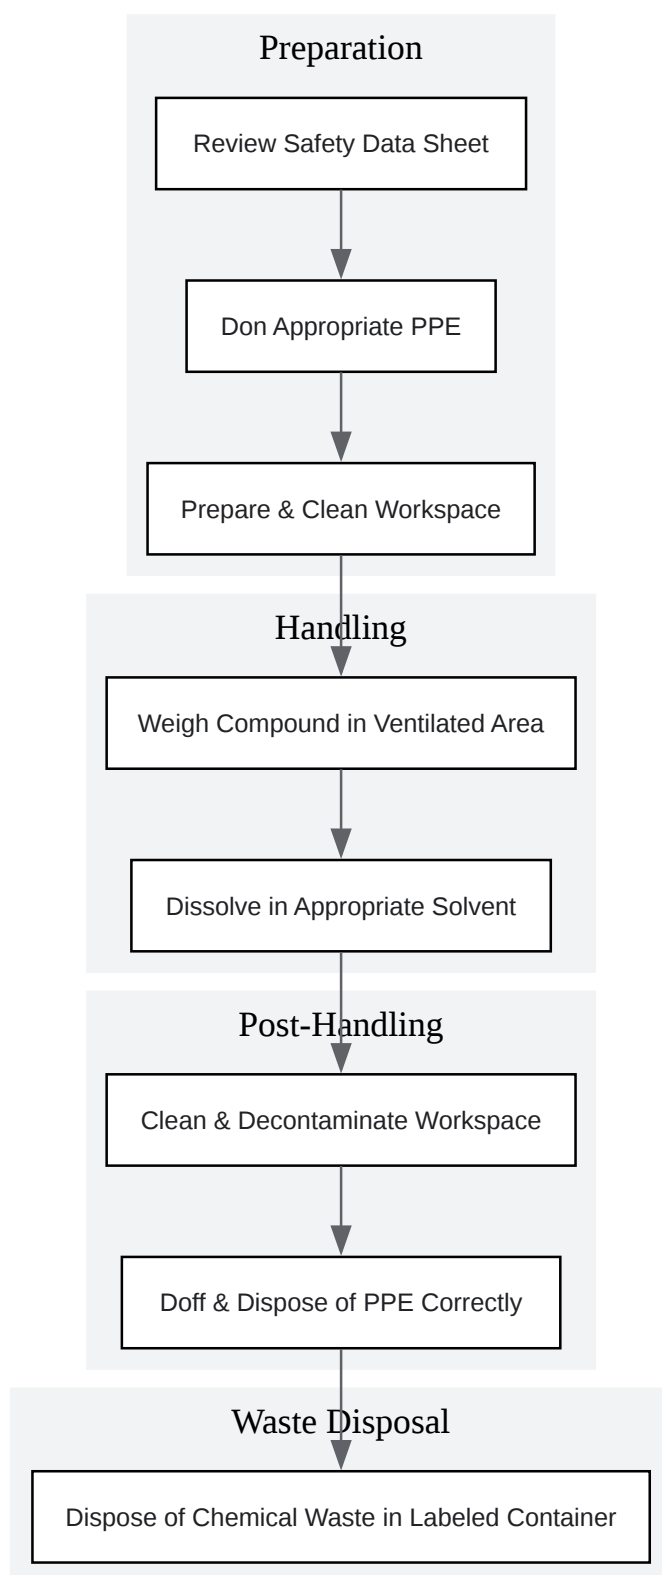 Preparation
Review Safety Data Sheet
Don Appropriate PPE
Prepare & Clean Workspace
Handling
Weigh Compound in Ventilated Area
Dissolve in Appropriate Solvent
Post-Handling
Clean & Decontaminate Workspace
Doff & Dispose of PPE Correctly
Waste Disposal
Dispose of Chemical Waste in Labeled Container